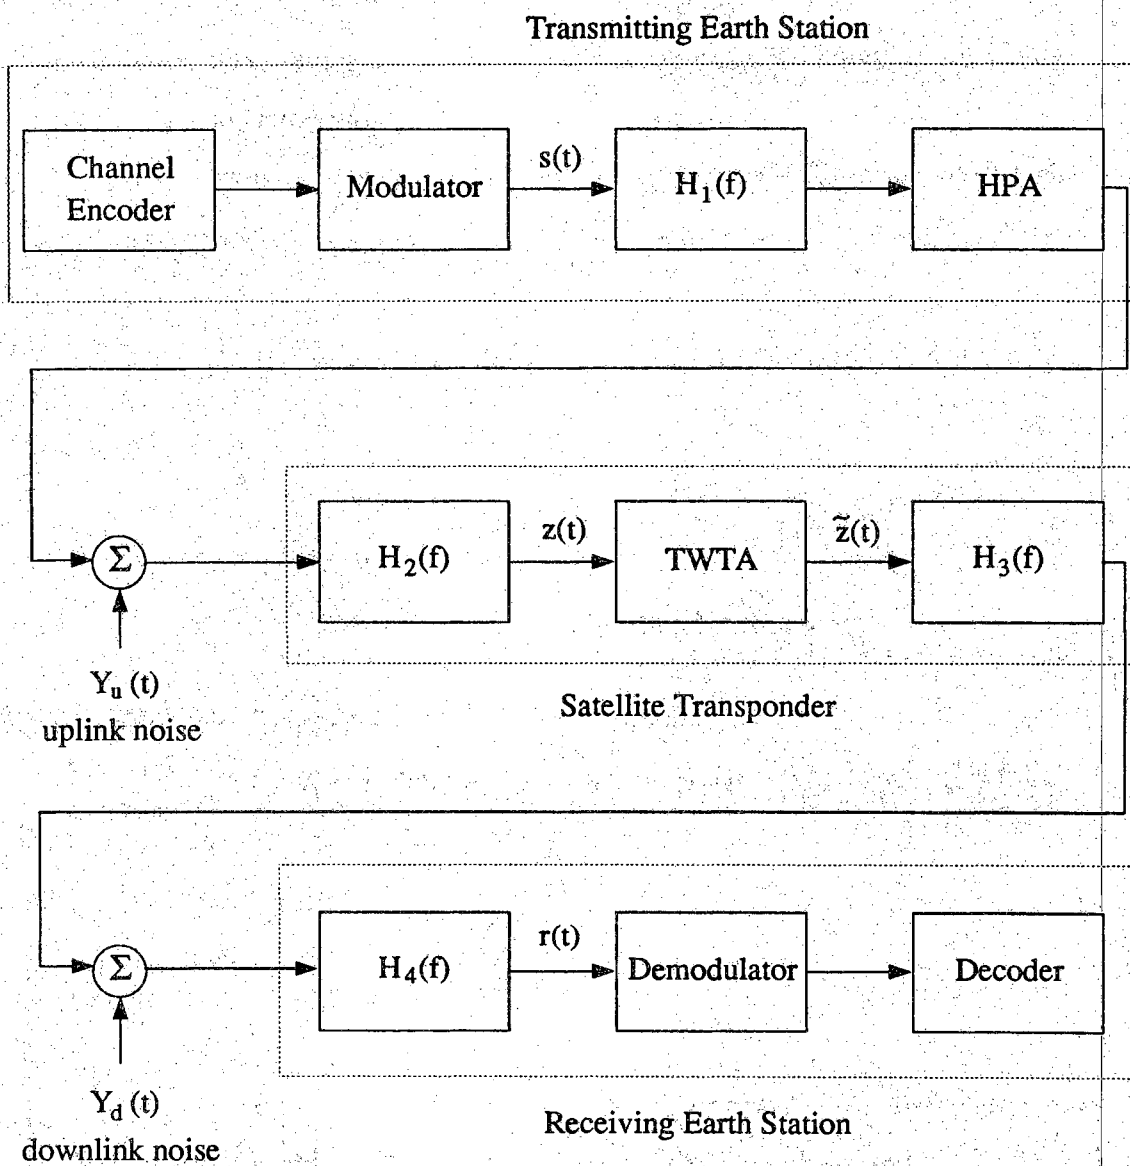 Transmitting Earth Station
Channel
Encoder
Modulator
s(t)
H₁(f)
HPA
Σ
Yᵤ (t)
uplink noise
H₂(f)
z(t)
TWTA
z̃(t)
H₃(f)
Satellite Transponder
Σ
Y_d (t)
downlink noise
H₄(f)
r(t)
Demodulator
Decoder
Receiving Earth Station